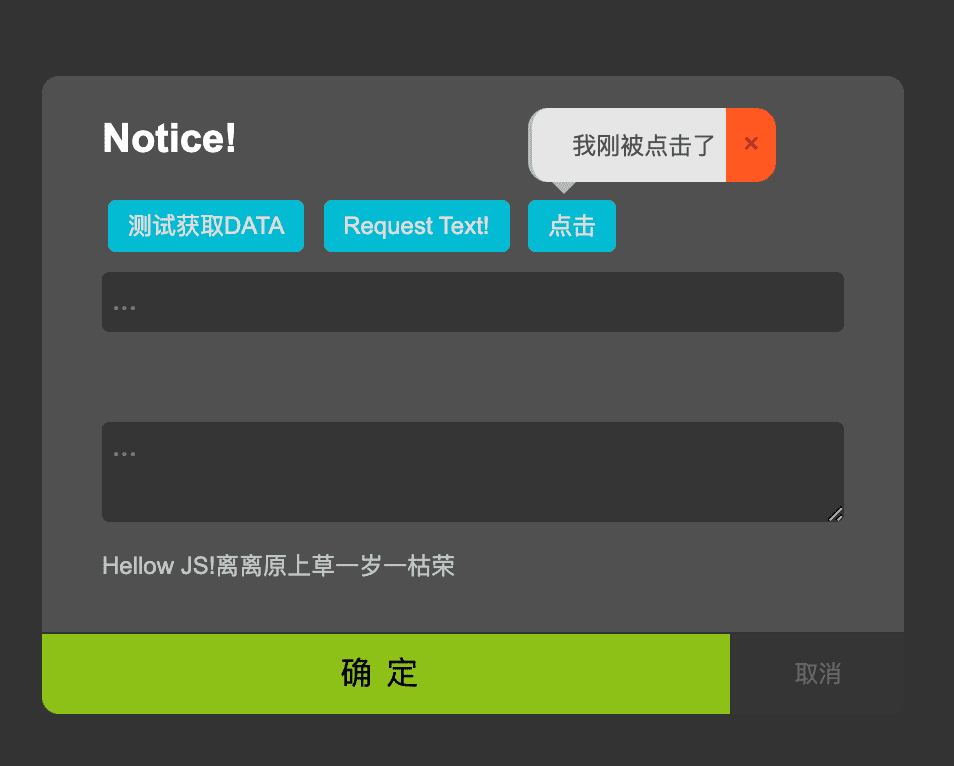 Notice!
我刚被点击了 ×
测试获取DATA Request Text! 点击
...
...
Hellow JS!离离原上草一岁一枯荣
确 定 取消